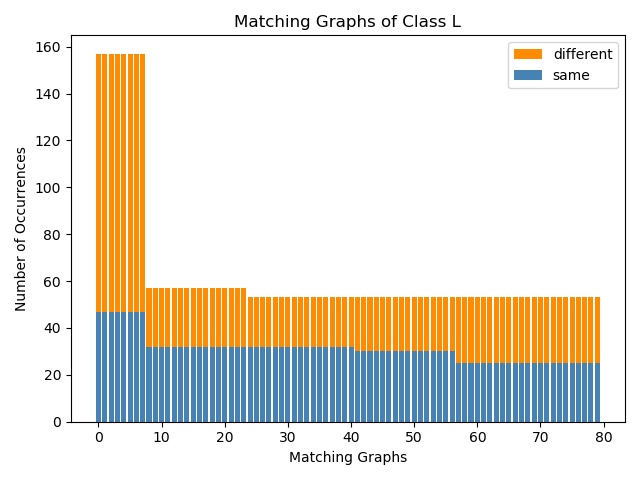 Matching Graphs of Class L
different
same
Number of Occurrences
160
140
120
100
80
60
40
20
0
0 10 20 30 40 50 60 70 80
Matching Graphs